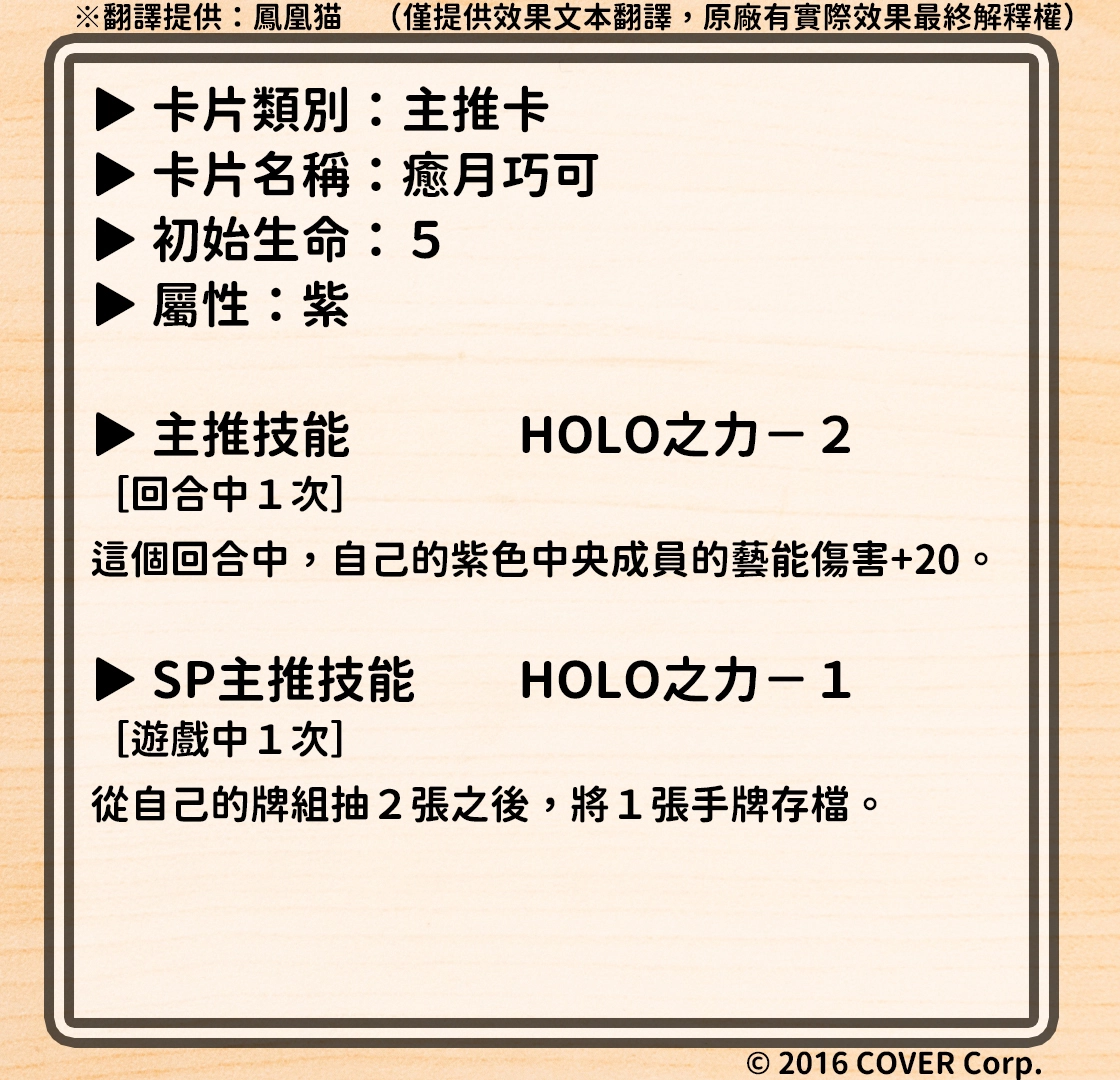 ※翻譯提供：鳳凰猫　（僅提供效果文本翻譯，原廠有實際效果最終解釋權）
▶ 卡片類別：主推卡
▶ 卡片名稱：癒月巧可
▶ 初始生命：５
▶ 屬性：紫
▶ 主推技能　HOLO之力－２
［回合中１次］
這個回合中，自己的紫色中央成員的藝能傷害+20。
▶ SP主推技能　HOLO之力－１
［遊戲中１次］
從自己的牌組抽２張之後，將１張手牌存檔。
© 2016 COVER Corp.